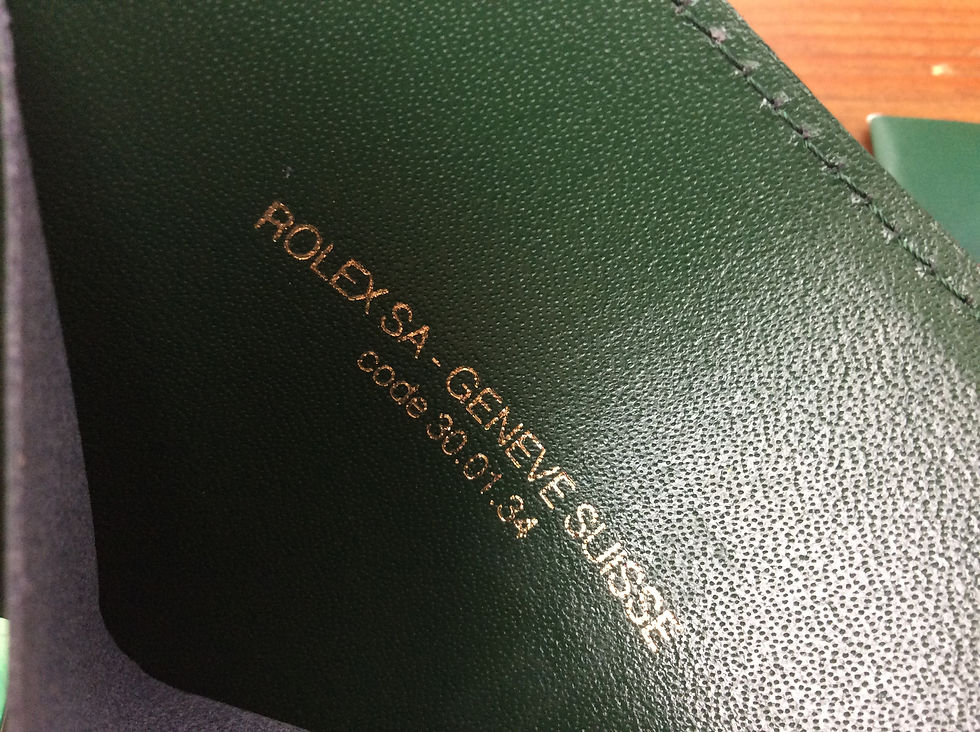 ROLEX SA - GENEVE SUISSE
code 30.01.34